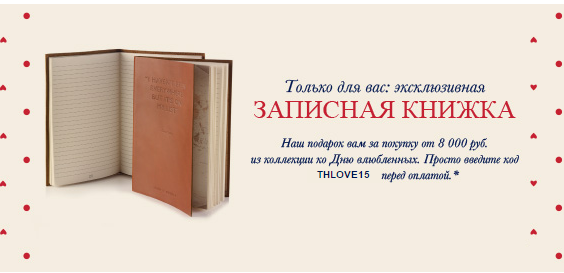 Только для вас: эксклюзивная
ЗАПИСНАЯ КНИЖКА
Наш подарок вам за покупку от 8 000 руб.
из коллекции ко Дню влюбленных. Просто введите код
THLOVE15 перед оплатой.*